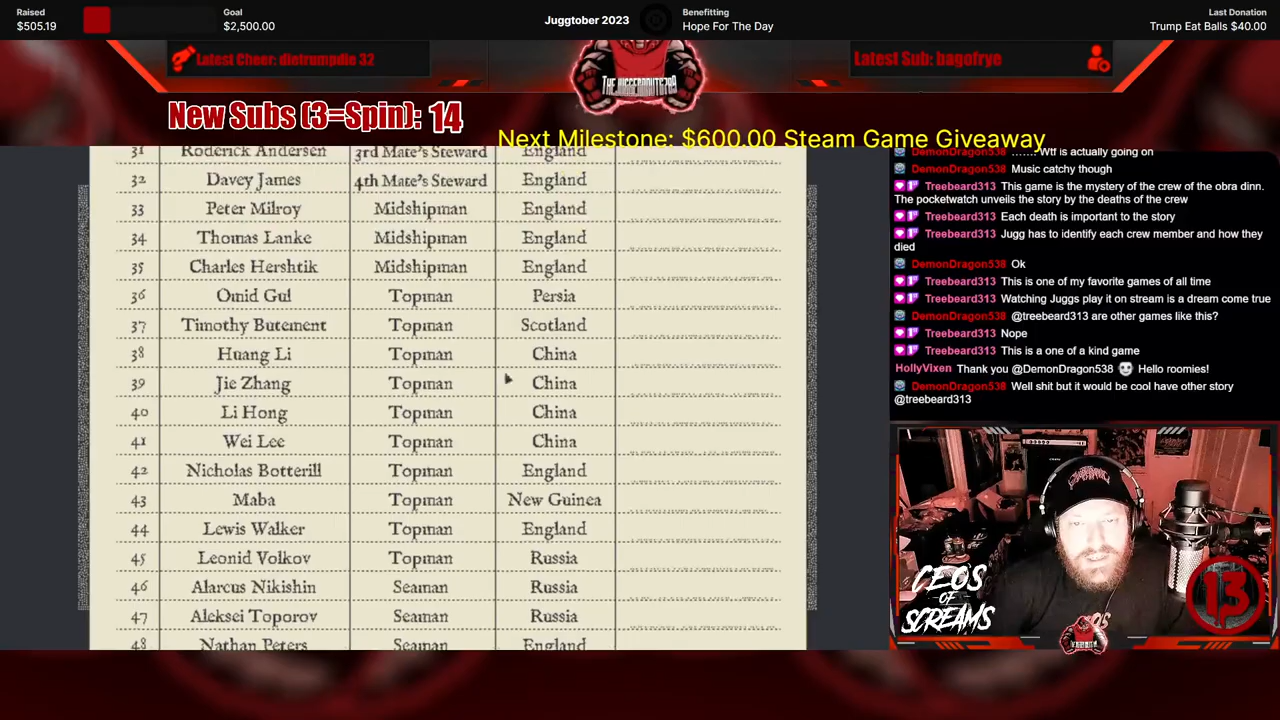 Raised
$505.19
Goal
$2,500.00
Juggtober 2023
Benefitting
Hope For The Day
Last Donation
Trump Eat Balls $40.00
Latest Cheer: dietrumpdie 32
THEJUGGERNAUT6789
Latest Sub: bagofrye
New Subs (3=Spin): 14
Next Milestone: $600.00 Steam Game Giveaway
31 Roderick Andersen 3rd Mate's Steward England
32 Davey James 4th Mate's Steward England
33 Peter Milroy Midshipman England
34 Thomas Lanke Midshipman England
35 Charles Hershtik Midshipman England
36 Omid Gul Topman Persia
37 Timothy Butement Topman Scotland
38 Huang Li Topman China
39 Jie Zhang Topman China
40 Li Hong Topman China
41 Wei Lee Topman China
42 Nicholas Botterill Topman England
43 Maba Topman New Guinea
44 Lewis Walker Topman England
45 Leonid Volkov Topman Russia
46 Alarcus Nikishin Seaman Russia
47 Aleksei Toporov Seaman Russia
48 Nathan Peters Seaman England
DemonDragon538 ....... Wtf is actually going on
DemonDragon538 Music catchy though
Treebeard313 This game is the mystery of the crew of the obra dinn.
The pocketwatch unveils the story by the deaths of the crew
Treebeard313 Each death is important to the story
Treebeard313 Jugg has to identify each crew member and how they
died
DemonDragon538 Ok
Treebeard313 This is one of my favorite games of all time
Treebeard313 Watching Juggs play it on stream is a dream come true
DemonDragon538 @treebeard313 are other games like this?
Treebeard313 Nope
Treebeard313 This is a one of a kind game
HollyVixen Thank you @DemonDragon538 Hello roomies!
DemonDragon538 Well shit but it would be cool have other story
@treebeard313
CEOS
OF
SCREAMS
13